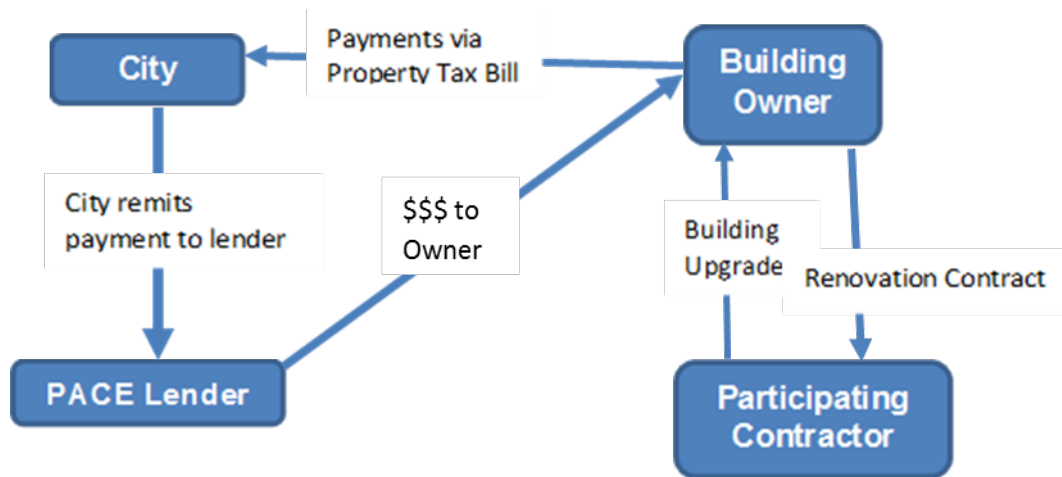 City
Payments via
Property Tax Bill
Building
Owner
City remits
payment to lender
$$$ to
Owner
Building
Upgrade
Renovation Contract
PACE Lender
Participating
Contractor